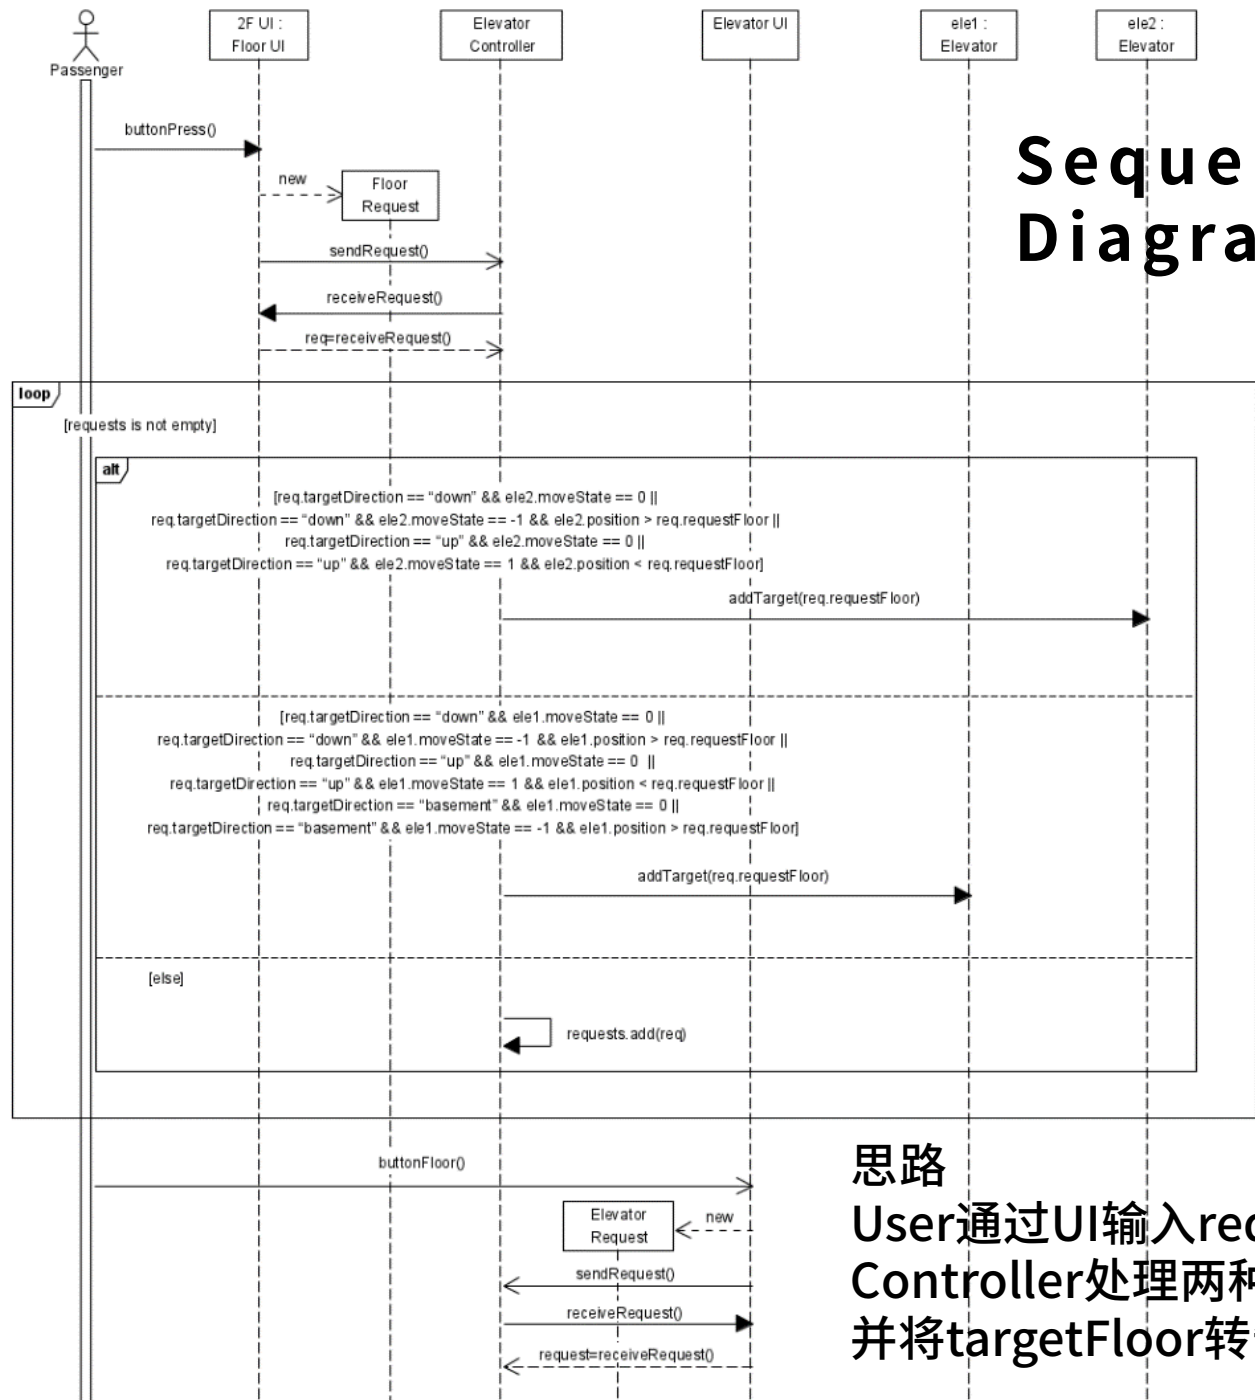 2F UI :
Floor UI
Elevator
Controller
Elevator UI
ele1 :
Elevator
ele2 :
Elevator
Passenger
buttonPress()
new
Floor
Request
sendRequest()
receiveRequest()
req=receiveRequest()
Seque
Diagra
loop
[requests is not empty]
alt
[req.targetDirection == “down” && ele2.moveState == 0 ||
req.targetDirection == “down” && ele2.moveState == -1 && ele2.position > req.requestFloor ||
req.targetDirection == “up” && ele2.moveState == 0 ||
req.targetDirection == “up” && ele2.moveState == 1 && ele2.position < req.requestFloor]
addTarget(req.requestFloor)
[req.targetDirection == “down” && ele1.moveState == 0 ||
req.targetDirection == “down” && ele1.moveState == -1 && ele1.position > req.requestFloor ||
req.targetDirection == “up” && ele1.moveState == 0 ||
req.targetDirection == “up” && ele1.moveState == 1 && ele1.position < req.requestFloor ||
req.targetDirection == “basement” && ele1.moveState == 0 ||
req.targetDirection == “basement” && ele1.moveState == -1 && ele1.position > req.requestFloor]
addTarget(req.requestFloor)
[else]
requests.add(req)
buttonFloor()
Elevator
Request
new
sendRequest()
receiveRequest()
request=receiveRequest()
思路
User通过UI输入re
Controller处理两种
并将targetFloor转